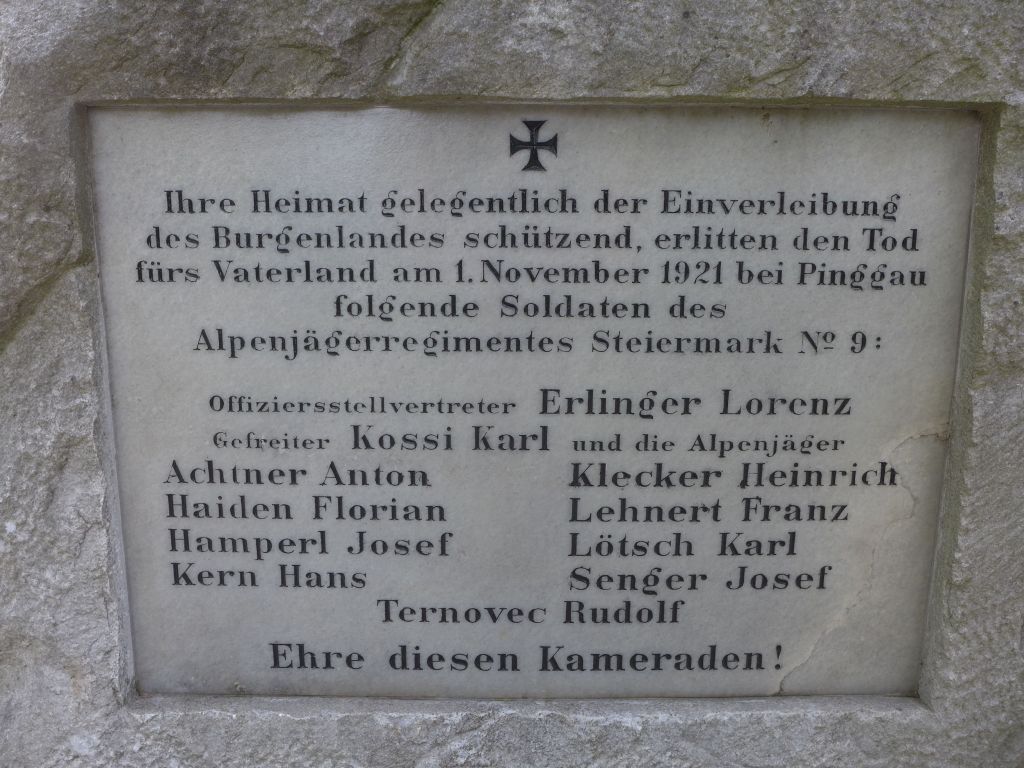 Ihre Heimat gelegentlich der Einverleibung
des Burgenlandes schützend, erlitten den Tod
fürs Vaterland am 1. November 1921 bei Pinggau
folgende Soldaten des
Alpenjägerregimentes Steiermark Nº 9:
Offiziersstellvertreter Erlinger Lorenz
Gefreiter Kossi Karl und die Alpenjäger
Achtner Anton Klecker Heinrich
Haiden Florian Lehnert Franz
Hamperl Josef Lötsch Karl
Kern Hans Senger Josef
Ternovec Rudolf
Ehre diesen Kameraden!